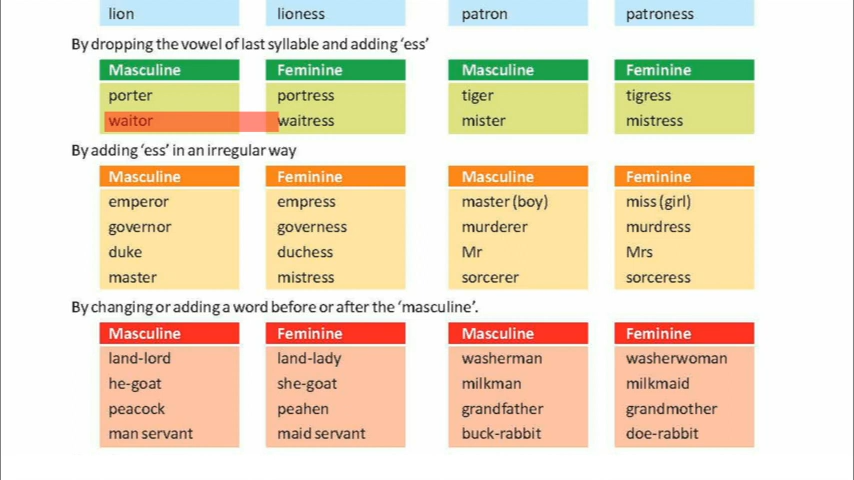 lion lioness patron patroness
By dropping the vowel of last syllable and adding ‘ess’
Masculine Feminine Masculine Feminine
porter portress tiger tigress
waitor waitress mister mistress
By adding ‘ess’ in an irregular way
Masculine Feminine Masculine Feminine
emperor empress master (boy) miss (girl)
governor governess murderer murdress
duke duchess Mr Mrs
master mistress sorcerer sorceress
By changing or adding a word before or after the ‘masculine’.
Masculine Feminine Masculine Feminine
land-lord land-lady washerman washerwoman
he-goat she-goat milkman milkmaid
peacock peahen grandfather grandmother
man servant maid servant buck-rabbit doe-rabbit